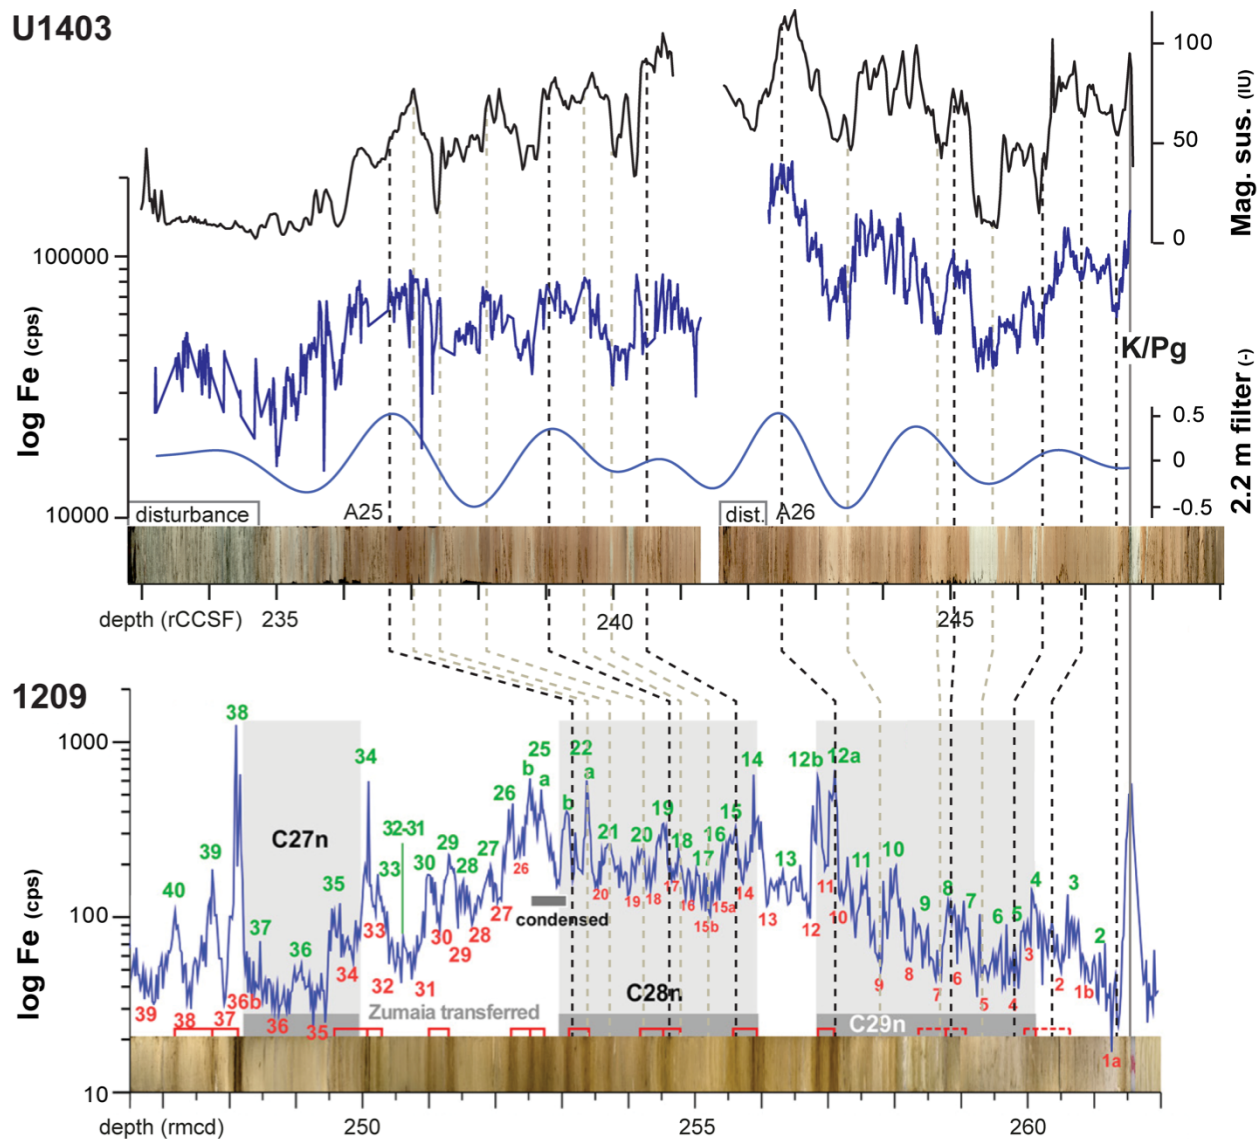 U1403
100
50
0
Mag. sus. (IU)
100000
10000
log Fe (cps)
K/Pg
0.5
0
-0.5
2.2 m filter (-)
disturbance
A25
dist.
A26
depth (rCCSF) 235 240 245
1209
1000
100
10
log Fe (cps)
38
34
25
22
14
12b
12a
b
a
b
a
26
32-31
39
40
35
33
30
29
28
27
21
20
19
18
17
16
15
13
11
10
9
8
7
6
5
4
3
2
37
36
C27n
26
27
28
29
30
31
32
33
34
35
36
36b
37
38
39
20
19
18
17
16
15b
15a
14
13
12
11
10
9
8
7
6
5
4
3
2
1b
1a
condensed
Zumaia transferred
C28n
C29n
depth (rmcd) 250 255 260